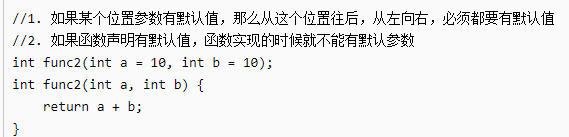 //1. 如果某个位置参数有默认值，那么从这个位置往后，从左向右，必须都要有默认值
//2. 如果函数声明有默认值，函数实现的时候就不能有默认参数
int func2(int a = 10, int b = 10);
int func2(int a, int b) {
    return a + b;
}